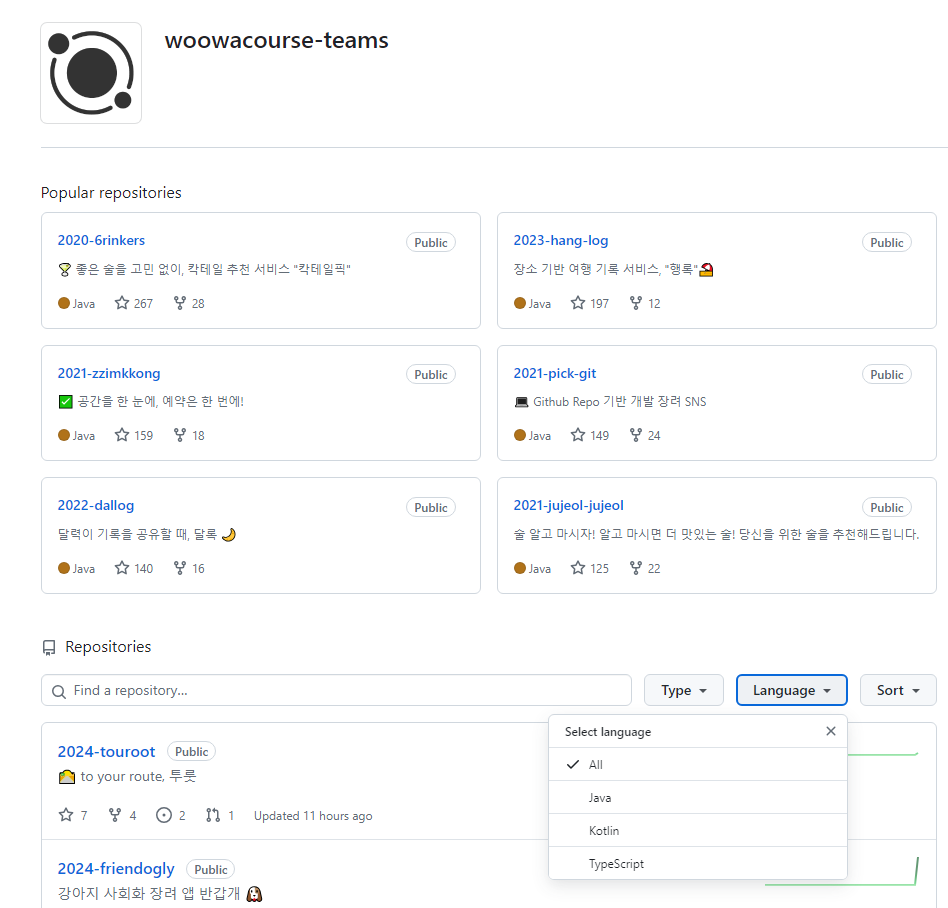 woowacourse-teams
Popular repositories
2020-6rinkers
Public
🍸 좋은 술을 고민 없이, 칵테일 추천 서비스 "칵테일픽"
Java 267 28
2023-hang-log
Public
장소 기반 여행 기록 서비스, "행록"
Java 197 12
2021-zzimkkong
Public
✅ 공간을 한 눈에, 예약은 한 번에!
Java 159 18
2021-pick-git
Public
💻 Github Repo 기반 개발 장려 SNS
Java 149 24
2022-dallog
Public
달력이 기록을 공유할 때, 달록 🌙
Java 140 16
2021-jujeol-jujeol
Public
술 알고 마시자! 알고 마시면 더 맛있는 술! 당신을 위한 술을 추천해드립니다.
Java 125 22
Repositories
Find a repository...
Type
Language
Sort
Select language
All
Java
Kotlin
TypeScript
2024-touroot
Public
to your route, 투룻
7 4 2 1 Updated 11 hours ago
2024-friendogly
Public
강아지 사회화 장려 앱 반갑개 🐶